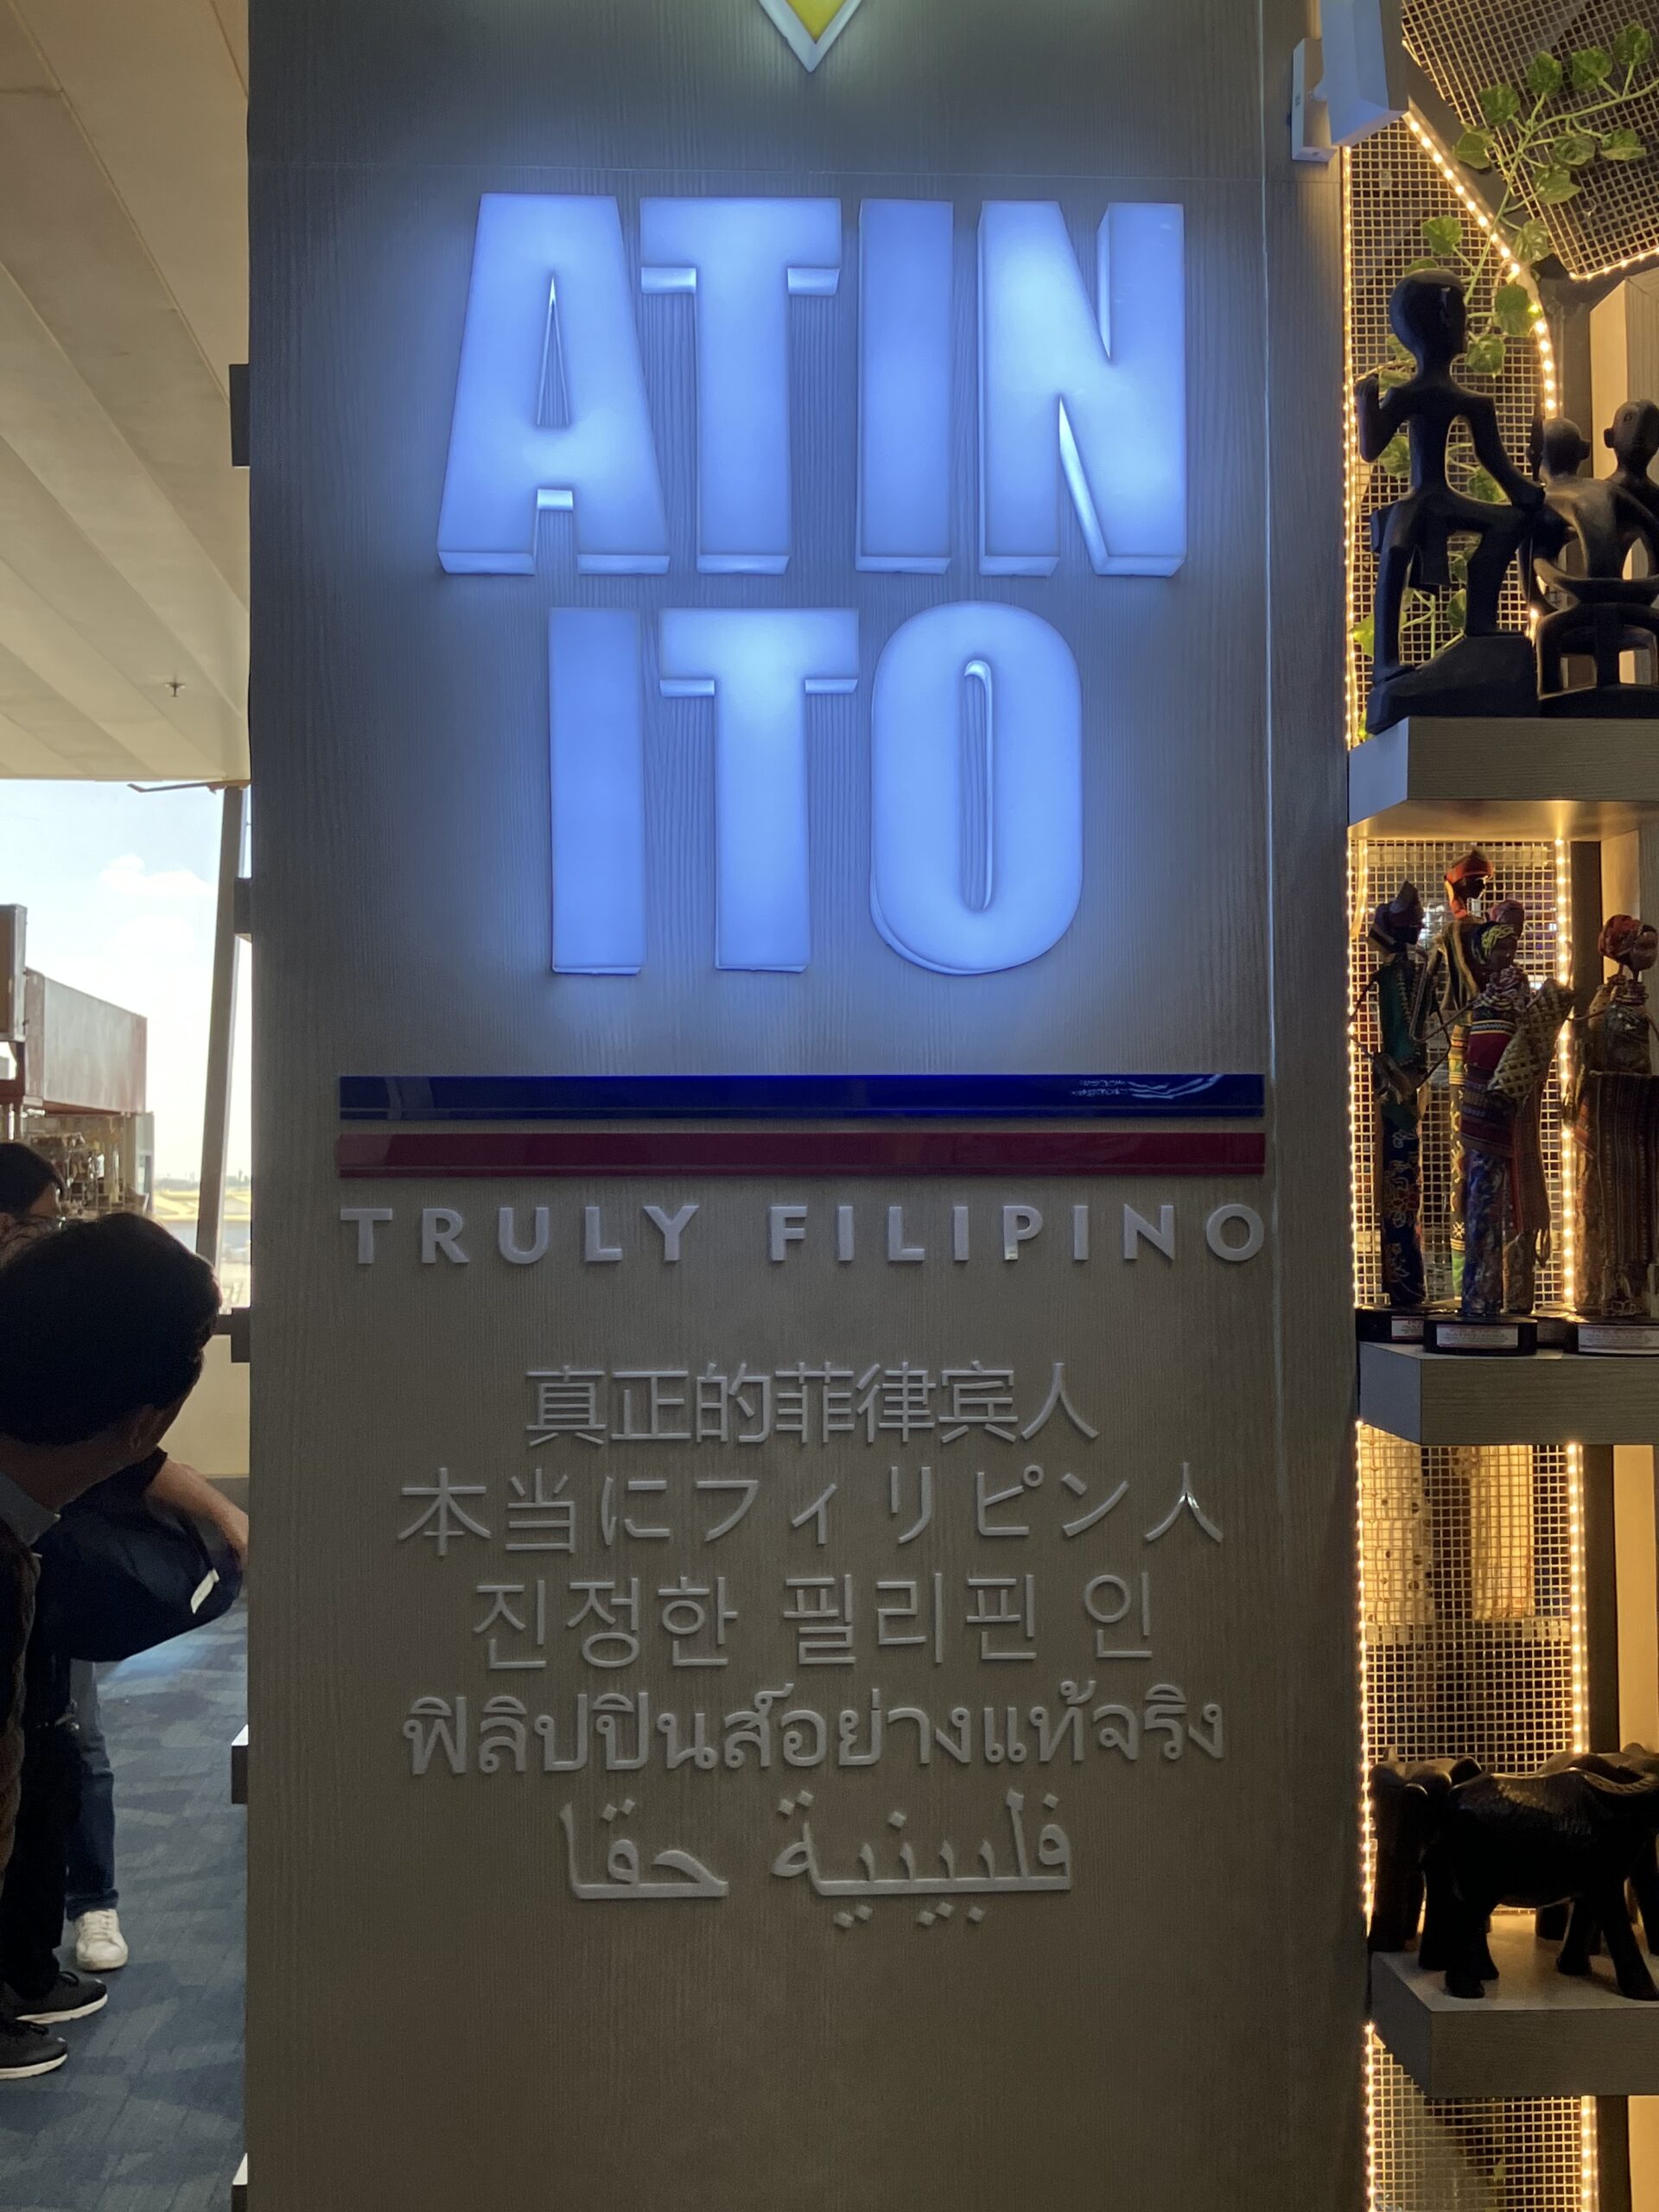 ATIN
ITO
TRULY FILIPINO
真正的菲律宾人
本当にフィリピン人
진정한 필리핀 인
ฟิลิปปินส์อย่างแท้จริง
فلبينية حقا